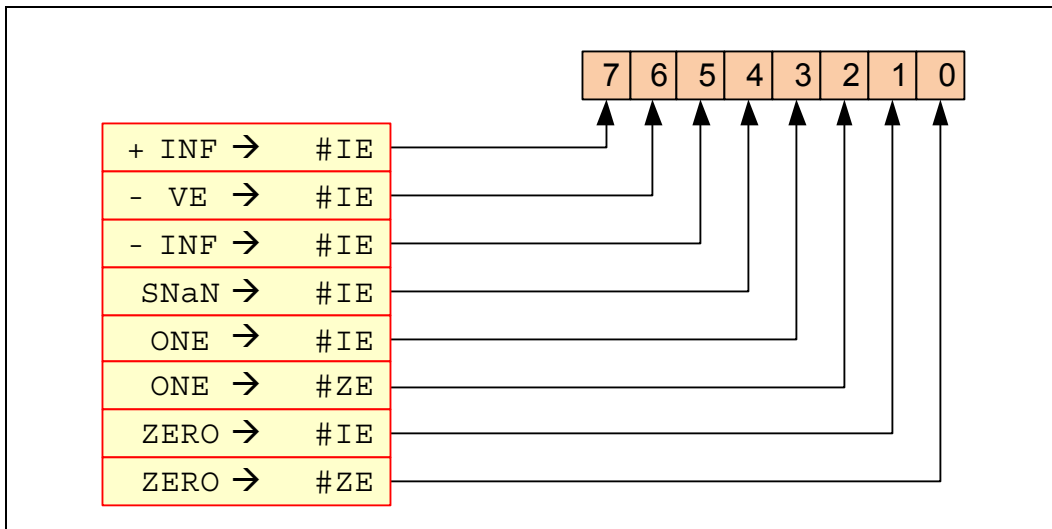 7 6 5 4 3 2 1 0
+ INF → #IE
- VE → #IE
- INF → #IE
SNaN → #IE
ONE → #IE
ONE → #ZE
ZERO → #IE
ZERO → #ZE